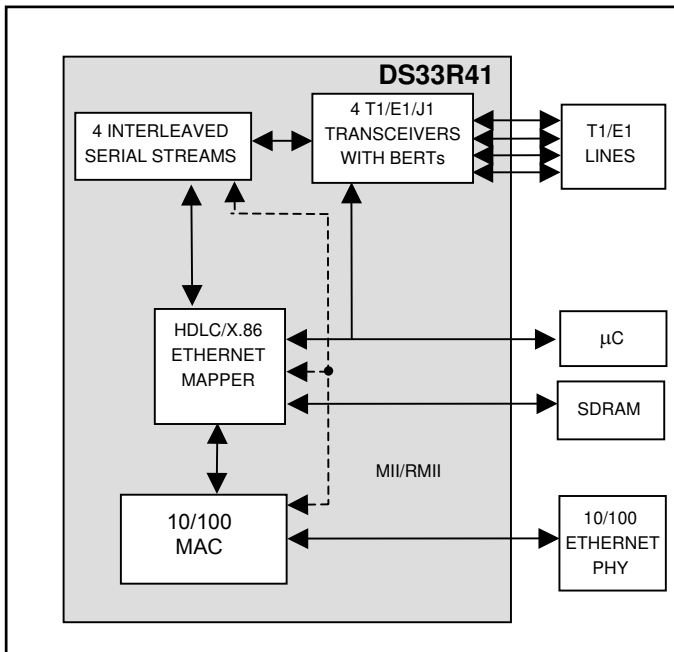 DS33R41
4 INTERLEAVED
SERIAL STREAMS
4 T1/E1/J1
TRANSCEIVERS
WITH BERTs
T1/E1
LINES
HDLC/X.86
ETHERNET
MAPPER
µC
SDRAM
MII/RMII
10/100
MAC
10/100
ETHERNET
PHY